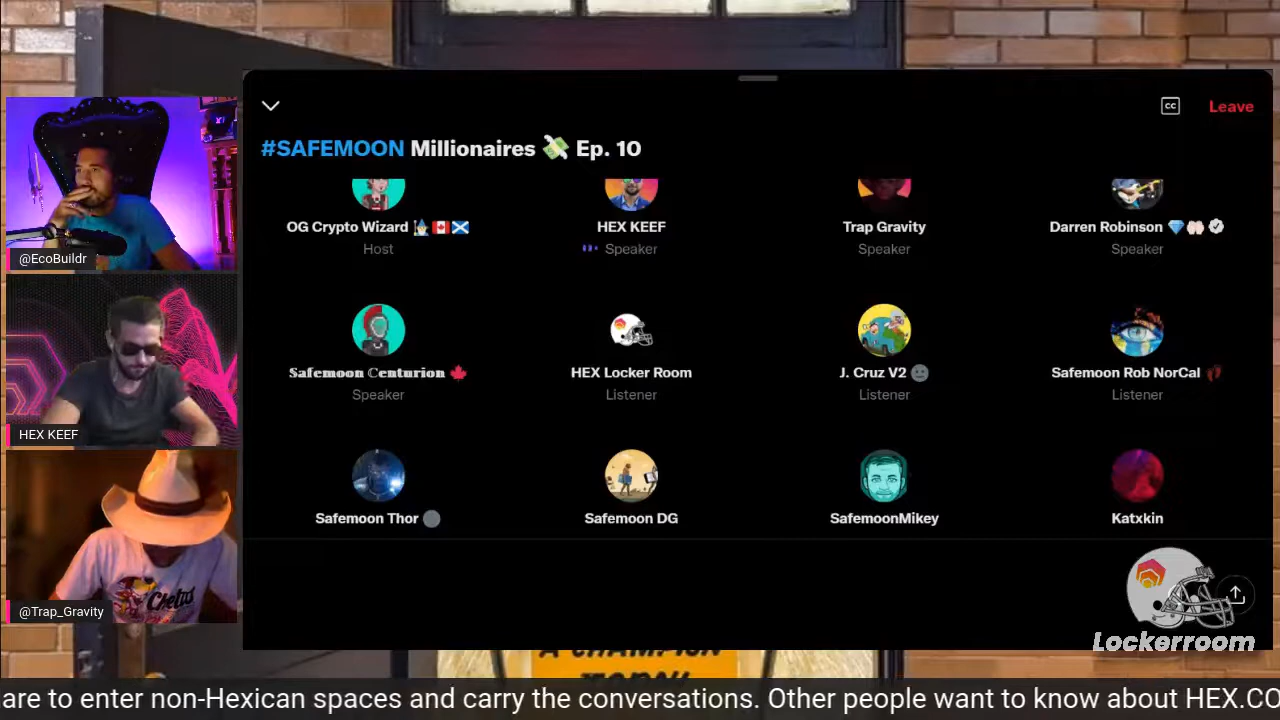 CC
Leave
#SAFEMOON Millionaires 💸 Ep. 10
OG Crypto Wizard 🧙‍♂️🇨🇦🏴󠁧󠁢󠁳󠁣󠁴󠁿
Host
HEX KEEF
Speaker
Trap Gravity
Speaker
Darren Robinson 💎🙌🏻
Speaker
𝕾afemoon ℂenturion 🍁
Speaker
HEX Locker Room
Listener
J. Cruz V2 🌚
Listener
Safemoon Rob NorCal 👣
Listener
Safemoon Thor
Safemoon DG
SafemoonMikey
Katxkin
@EcoBuildr
HEX KEEF
@Trap_Gravity
Lockerroom
A CHAMPION
TODAY!
are to enter non-Hexican spaces and carry the conversations. Other people want to know about HEX.CO